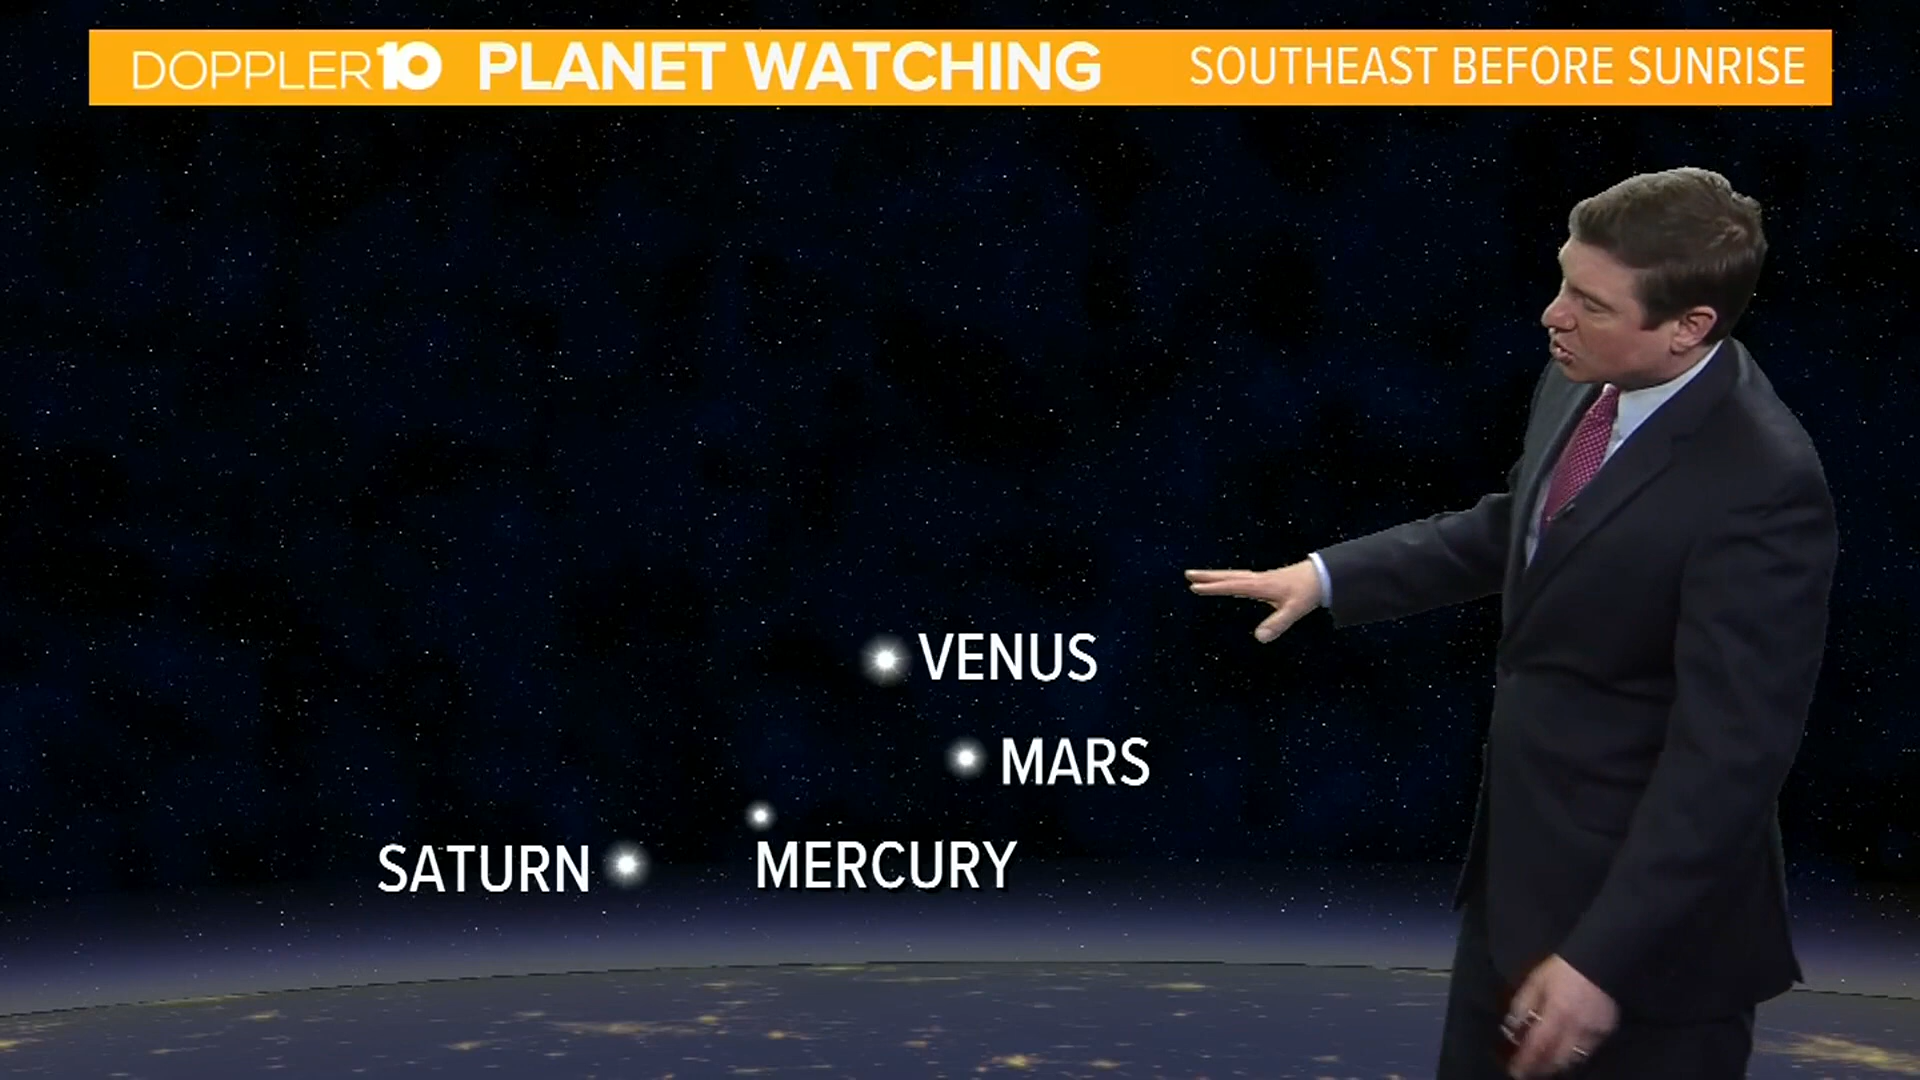 DOPPLER10 PLANET WATCHING SOUTHEAST BEFORE SUNRISE
VENUS
MARS
SATURN
MERCURY